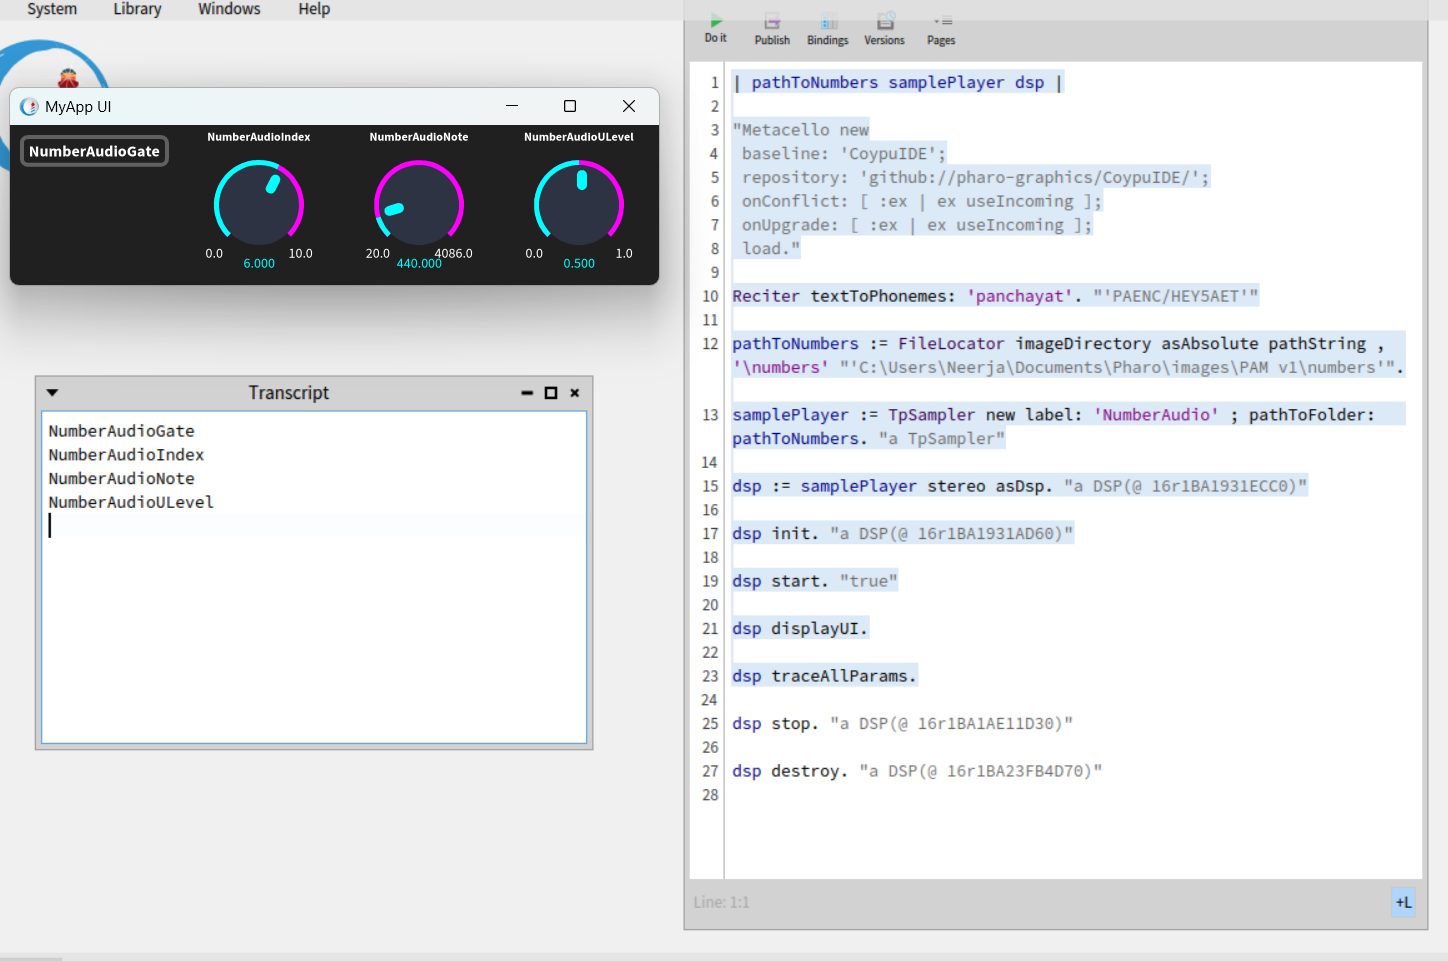 System Library Windows Help
MyApp UI
NumberAudioGate
NumberAudioIndex
0.0 10.0
6.000
NumberAudioNote
20.0 4086.0
440.000
NumberAudioULevel
0.0 1.0
0.500
Transcript
NumberAudioGate
NumberAudioIndex
NumberAudioNote
NumberAudioULevel
Do it Publish Bindings Versions Pages
1 | pathToNumbers samplePlayer dsp |
2
3 "Metacello new
4 baseline: 'CoypuIDE';
5 repository: 'github://pharo-graphics/CoypuIDE/';
6 onConflict: [ :ex | ex useIncoming ];
7 onUpgrade: [ :ex | ex useIncoming ];
8 load."
9
10 Reciter textToPhonemes: 'panchayat'. "'PAENC/HEY5AET'"
11
12 pathToNumbers := FileLocator imageDirectory asAbsolute pathString ,
'\numbers' "'C:\Users\Neerja\Documents\Pharo\images\PAM v1\numbers'".
13 samplePlayer := TpSampler new label: 'NumberAudio' ; pathToFolder:
pathToNumbers. "a TpSampler"
14
15 dsp := samplePlayer stereo asDsp. "a DSP(@ 16r1BA1931ECC0)"
16
17 dsp init. "a DSP(@ 16r1BA1931AD60)"
18
19 dsp start. "true"
20
21 dsp displayUI.
22
23 dsp traceAllParams.
24
25 dsp stop. "a DSP(@ 16r1BA1AE11D30)"
26
27 dsp destroy. "a DSP(@ 16r1BA23FB4D70)"
28
Line: 1:1
+L